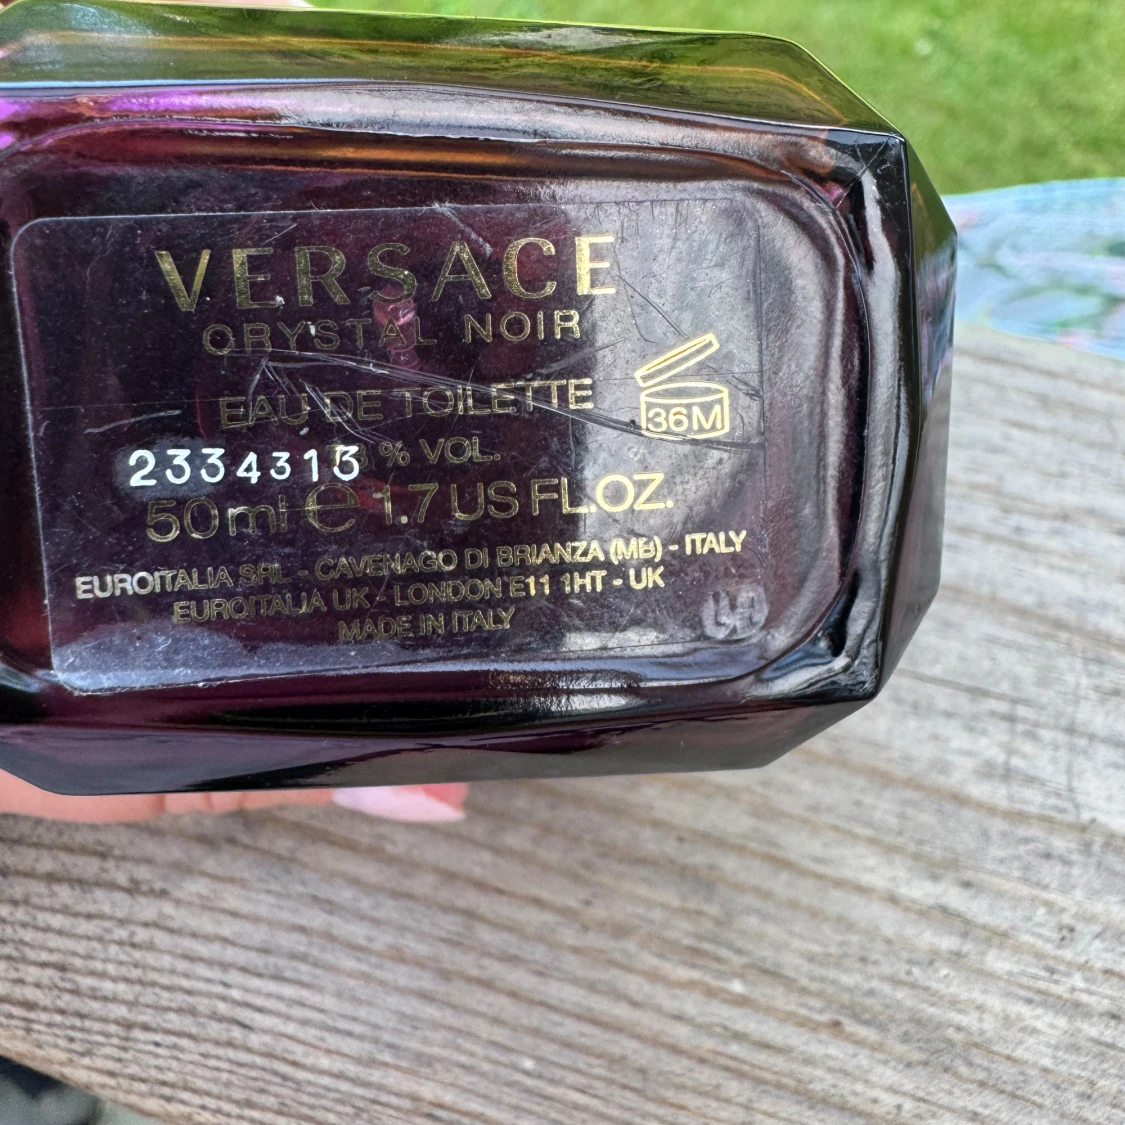 VERSACE
CRYSTAL NOIR
EAU DE TOILETTE
36M
2334313
% VOL.
50ml e 1.7 US FL.OZ.
EUROITALIA SRL - CAVENAGO DI BRIANZA (MB) - ITALY
EUROITALIA UK - LONDON E11 1HT - UK
MADE IN ITALY